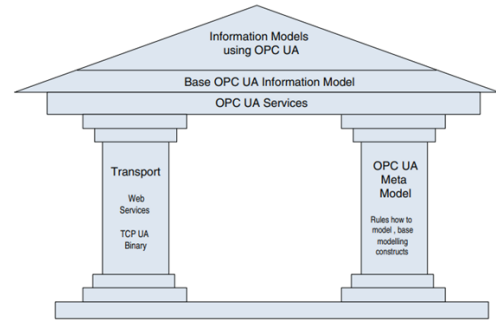 Information Models
using OPC UA
Base OPC UA Information Model
OPC UA Services
Transport
Web
Services
TCP UA
Binary
OPC UA
Meta
Model
Rules how to
model , base
modelling
constructs